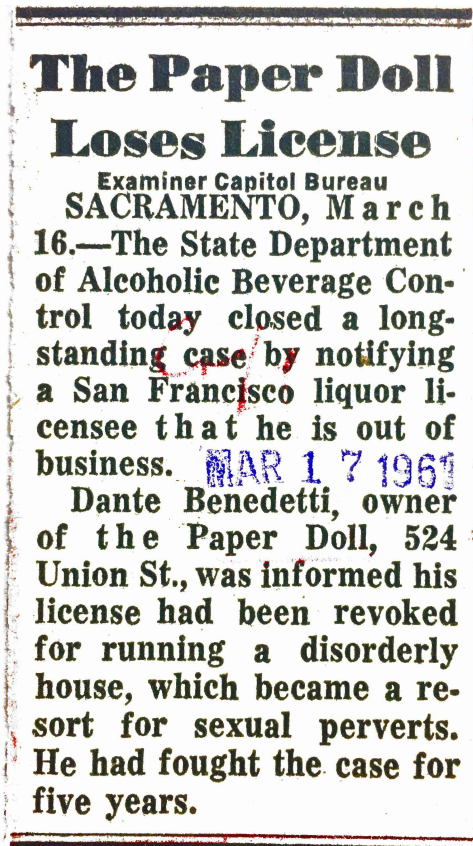 The Paper Doll
Loses License
Examiner Capitol Bureau
SACRAMENTO, March
16.—The State Department
of Alcoholic Beverage Con-
trol today closed a long-
standing case by notifying
a San Francisco liquor li-
censee that he is out of
business. MAR 17 1961
Dante Benedetti, owner
of the Paper Doll, 524
Union St., was informed his
license had been revoked
for running a disorderly
house, which became a re-
sort for sexual perverts.
He had fought the case for
five years.